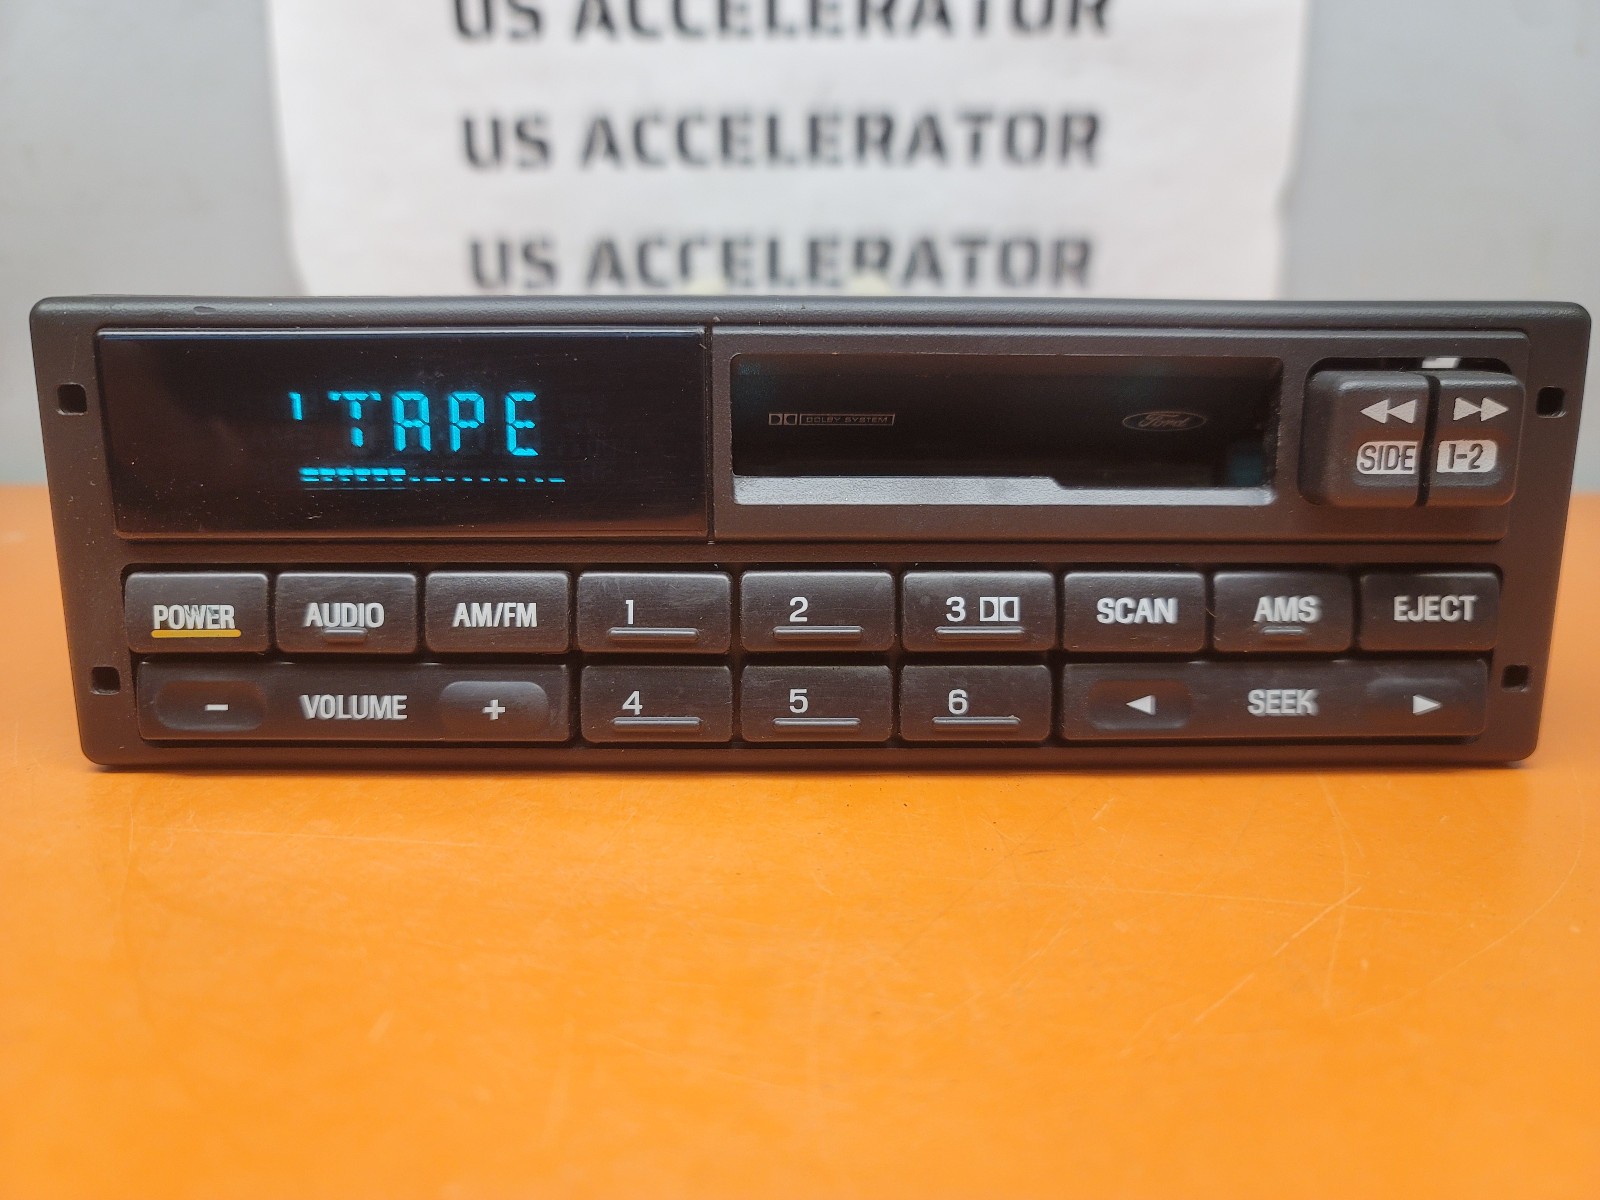 US ACCELERATOR
US ACCELERATOR
US ACCELERATOR
' TAPE
DOLBY SYSTEM
Ford
◀◀ ▶▶
SIDE 1-2
POWER AUDIO AM/FM 1 2 3 SCAN AMS EJECT
− VOLUME + 4 5 6 ◀ SEEK ▶